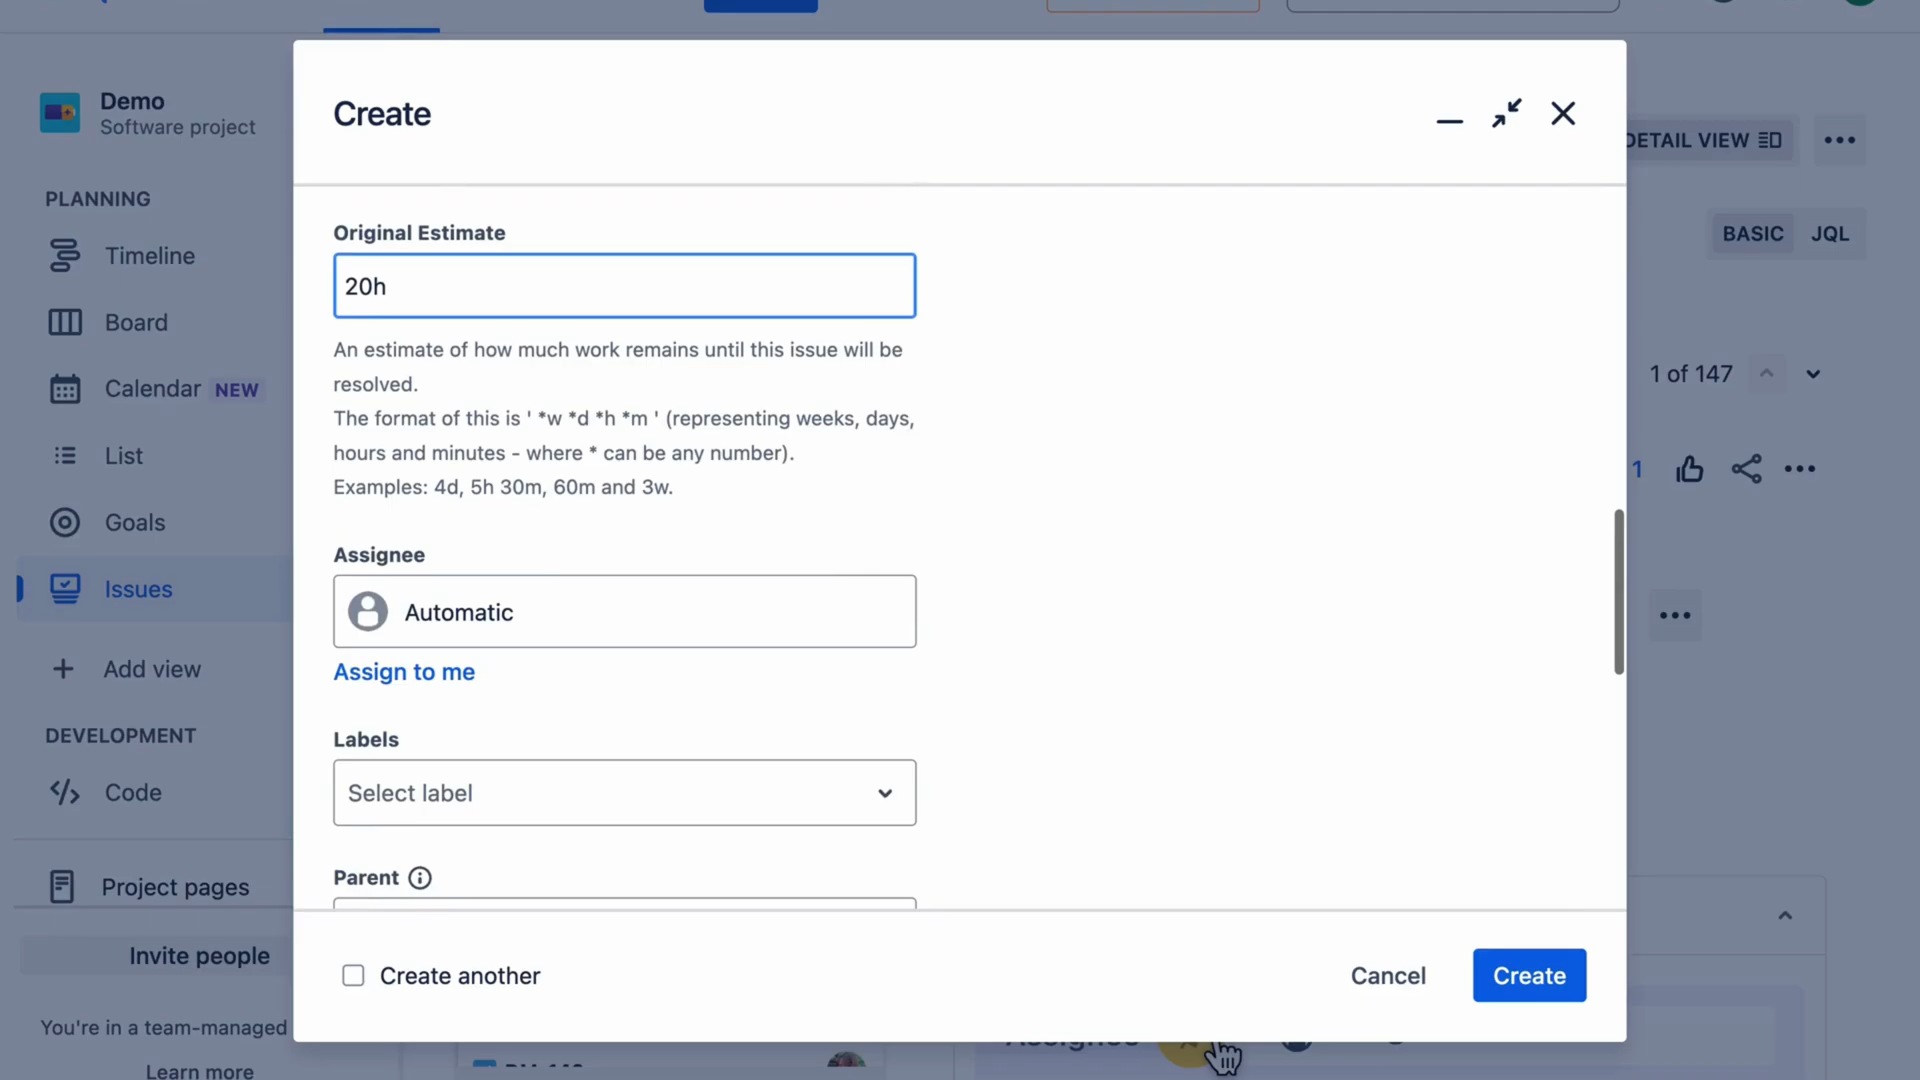 Demo
Software project
PLANNING
Timeline
Board
Calendar NEW
List
Goals
Issues
Add view
DEVELOPMENT
Code
Project pages
Invite people
You're in a team-managed
Learn more
Create
Original Estimate
20h
An estimate of how much work remains until this issue will be
resolved.
The format of this is ' *w *d *h *m ' (representing weeks, days,
hours and minutes - where * can be any number).
Examples: 4d, 5h 30m, 60m and 3w.
Assignee
Automatic
Assign to me
Labels
Select label
Parent
Create another
Cancel
Create
DETAIL VIEW
BASIC JQL
1 of 147
1
Assignee